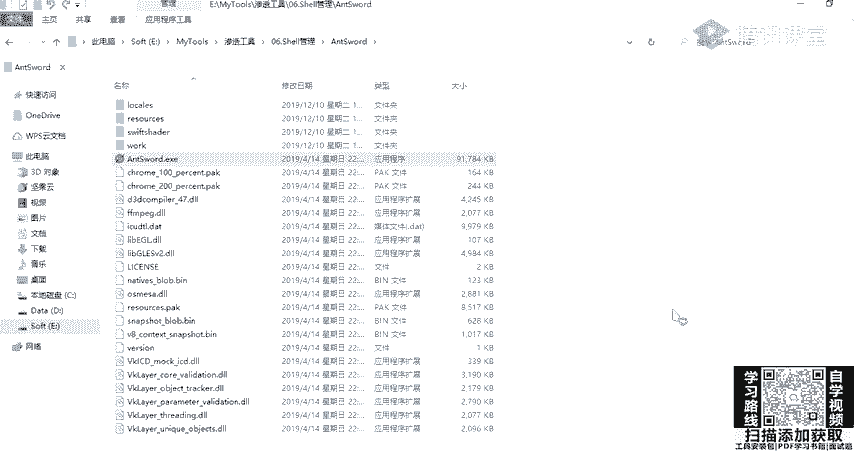 管理 E:\MyTools\渗透工具\06.Shell管理\AntSword
主页 共享 查看 应用程序工具
此电脑 Soft (E:) MyTools 渗透工具 06.Shell管理 AntSword
腾讯课堂
AntSword
名称 修改日期 类型 大小
快速访问
OneDrive
WPS云文档
此电脑
3D 对象
坚果云
视频
图片
文档
下载
音乐
桌面
本地磁盘 (C:)
Data (D:)
Soft (E:)
网络
locales 2019/12/10 星期二 1... 文件夹
resources 2019/12/10 星期二 1... 文件夹
swiftshader 2019/12/10 星期二 1... 文件夹
work 2019/12/10 星期二 1... 文件夹
AntSword.exe 2019/4/14 星期日 22:... 应用程序 91,784 KB
chrome_100_percent.pak 2019/4/14 星期日 22:... PAK 文件 164 KB
chrome_200_percent.pak 2019/4/14 星期日 22:... PAK 文件 244 KB
d3dcompiler_47.dll 2019/4/14 星期日 22:... 应用程序扩展 4,245 KB
ffmpeg.dll 2019/4/14 星期日 22:... 应用程序扩展 2,077 KB
icudtl.dat 2019/4/14 星期日 22:... 媒体文件(.dat) 9,979 KB
libEGL.dll 2019/4/14 星期日 22:... 应用程序扩展 107 KB
libGLESv2.dll 2019/4/14 星期日 22:... 应用程序扩展 4,984 KB
LICENSE 2019/4/14 星期日 22:... 文件 2 KB
natives_blob.bin 2019/4/14 星期日 22:... BIN 文件 123 KB
osmesa.dll 2019/4/14 星期日 22:... 应用程序扩展 2,881 KB
resources.pak 2019/4/14 星期日 22:... PAK 文件 8,517 KB
snapshot_blob.bin 2019/4/14 星期日 22:... BIN 文件 628 KB
v8_context_snapshot.bin 2019/4/14 星期日 22:... BIN 文件 1,017 KB
version 2019/4/14 星期日 22:... 文件 1 KB
VkICD_mock_icd.dll 2019/4/14 星期日 22:... 应用程序扩展 339 KB
VkLayer_core_validation.dll 2019/4/14 星期日 22:... 应用程序扩展 3,190 KB
VkLayer_object_tracker.dll 2019/4/14 星期日 22:... 应用程序扩展 2,179 KB
VkLayer_parameter_validation.dll 2019/4/14 星期日 22:... 应用程序扩展 2,790 KB
VkLayer_threading.dll 2019/4/14 星期日 22:... 应用程序扩展 2,077 KB
VkLayer_unique_objects.dll 2019/4/14 星期日 22:... 应用程序扩展 2,096 KB
学习路线
自学视频
扫描添加获取
工具安装包|PDF学习书籍|面试题